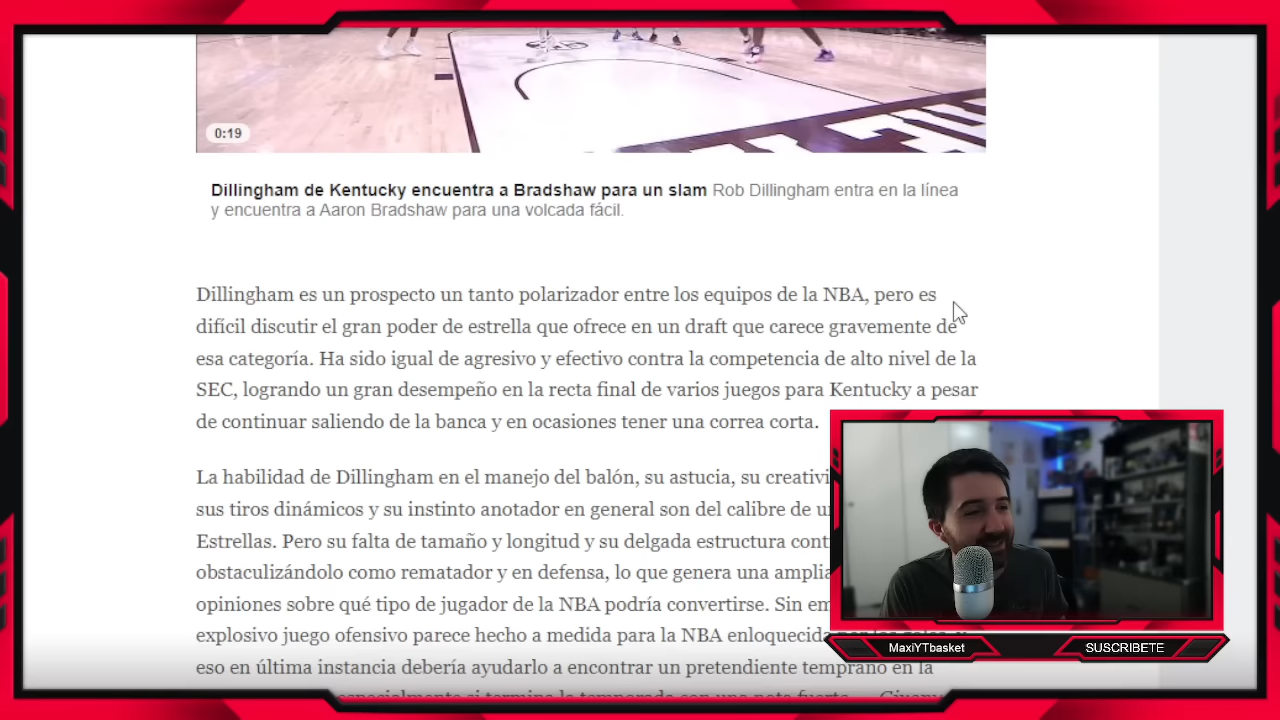 0:19
Dillingham de Kentucky encuentra a Bradshaw para un slam Rob Dillingham entra en la línea
y encuentra a Aaron Bradshaw para una volcada fácil.
Dillingham es un prospecto un tanto polarizador entre los equipos de la NBA, pero es
difícil discutir el gran poder de estrella que ofrece en un draft que carece gravemente de
esa categoría. Ha sido igual de agresivo y efectivo contra la competencia de alto nivel de la
SEC, logrando un gran desempeño en la recta final de varios juegos para Kentucky a pesar
de continuar saliendo de la banca y en ocasiones tener una correa corta.
La habilidad de Dillingham en el manejo del balón, su astucia, su creativi
sus tiros dinámicos y su instinto anotador en general son del calibre de
Estrellas. Pero su falta de tamaño y longitud y su delgada estructura cont
obstaculizándolo como rematador y en defensa, lo que genera una amplia
opiniones sobre qué tipo de jugador de la NBA podría convertirse. Sin em
explosivo juego ofensivo parece hecho a medida para la NBA enloquecida
eso en última instancia debería ayudarlo a encontrar un pretendiente temprano en la
especialmente si termina la temporada con una nota fuerte.
MaxiYTbasket
SUSCRIBETE